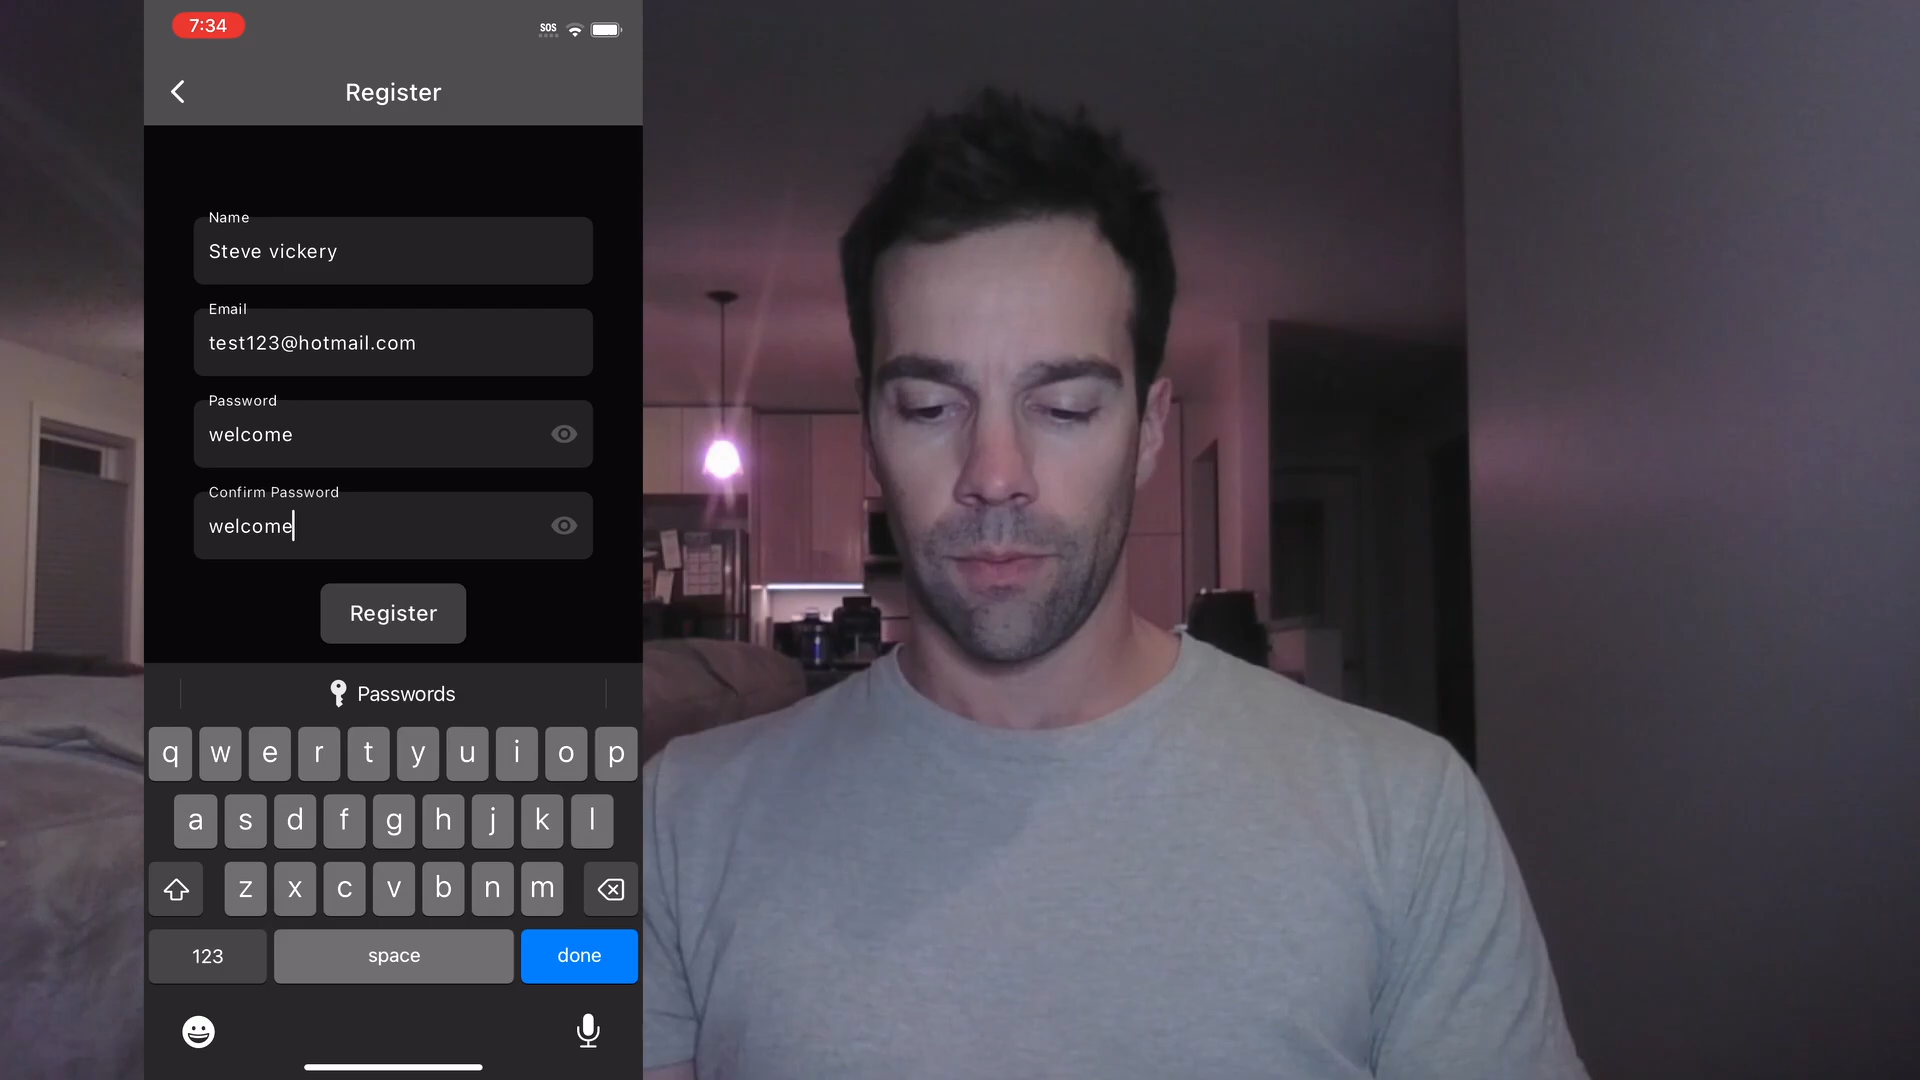 7:34
SOS
Register
Name
Steve vickery
Email
test123@hotmail.com
Password
welcome
Confirm Password
welcome
Register
Passwords
q w e r t y u i o p
a s d f g h j k l
z x c v b n m
123 space done